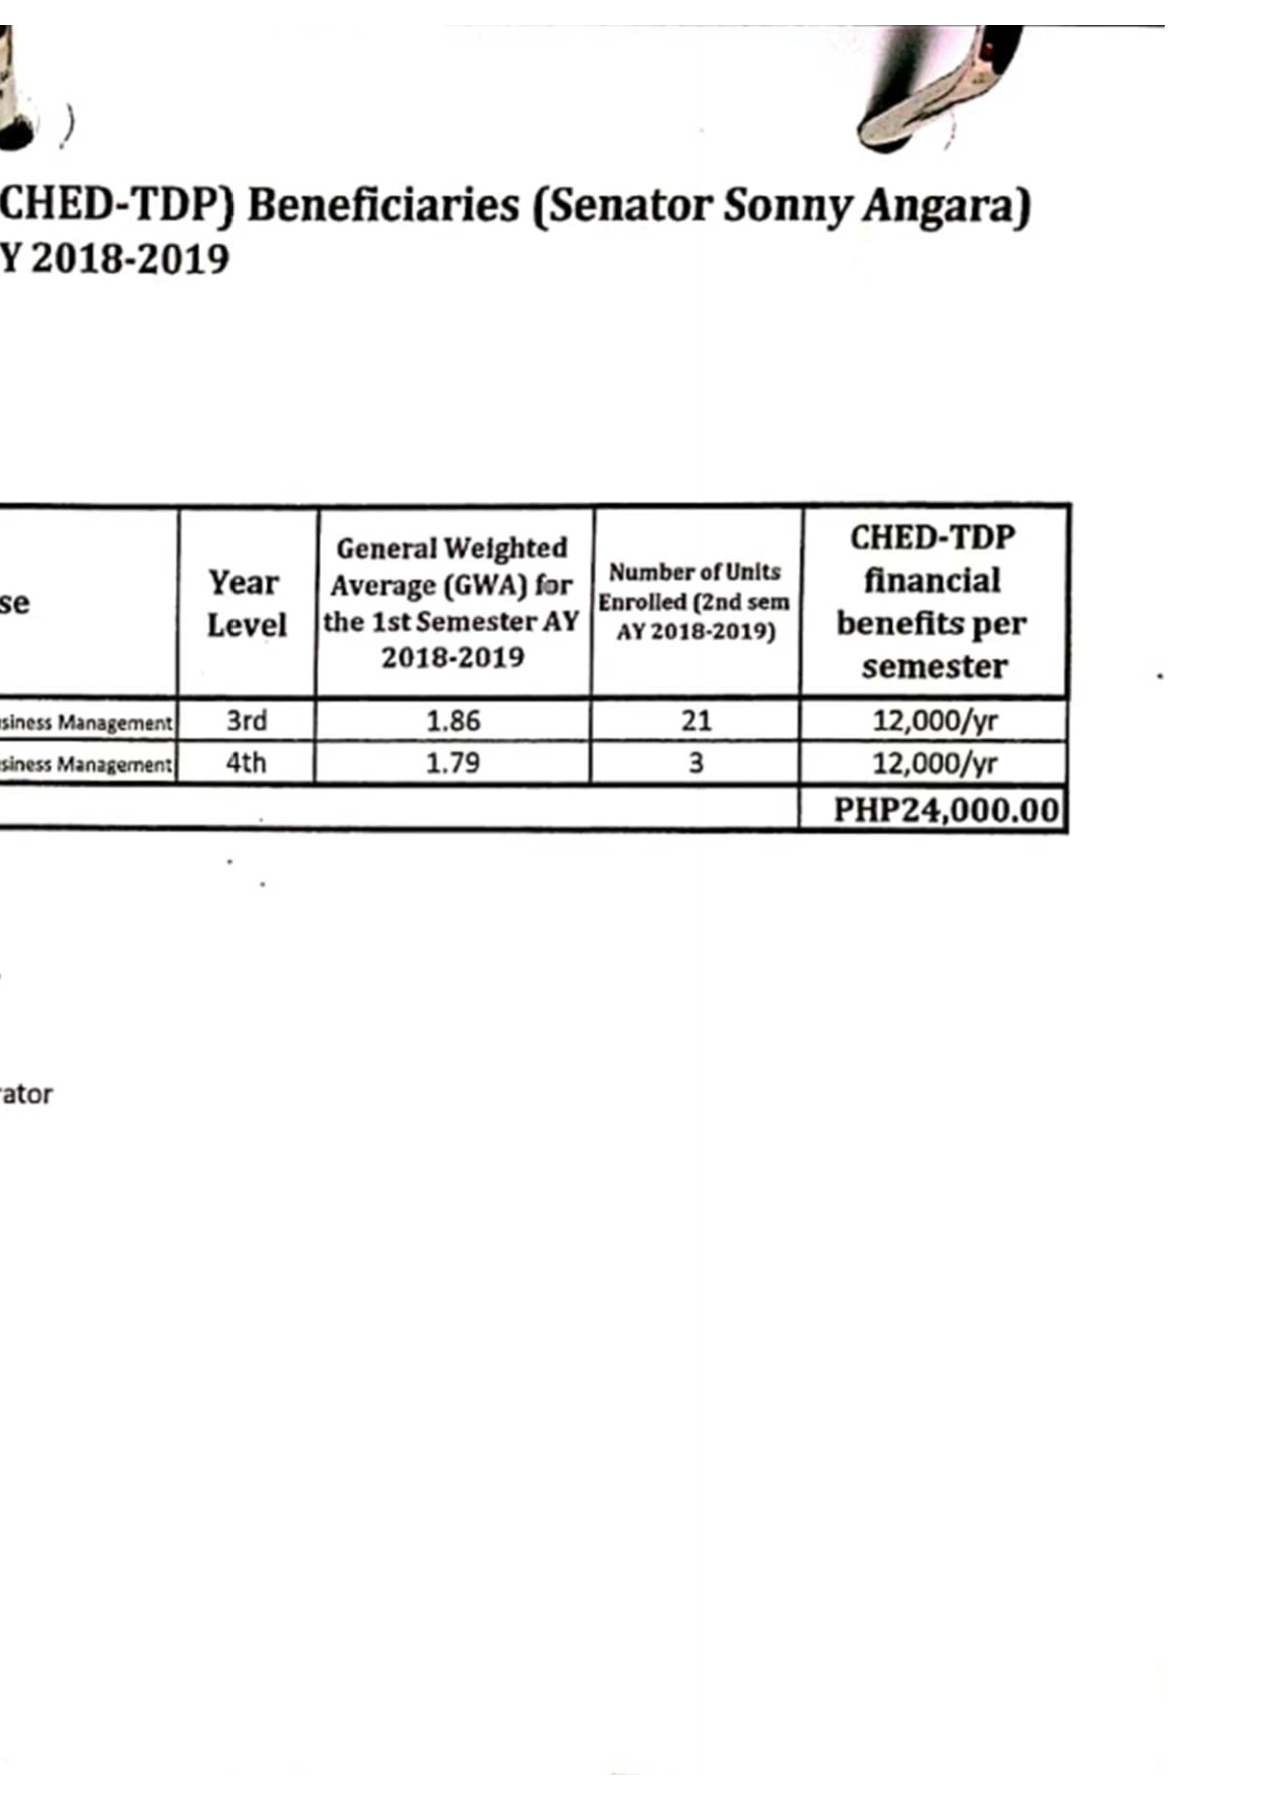 CHED-TDP) Beneficiaries (Senator Sonny Angara)
Y 2018-2019
se
Year
Level
General Weighted
Average (GWA) for
the 1st Semester AY
2018-2019
Number of Units
Enrolled (2nd sem
AY 2018-2019)
CHED-TDP
financial
benefits per
semester
siness Management 3rd 1.86 21 12,000/yr
siness Management 4th 1.79 3 12,000/yr
PHP24,000.00
rator